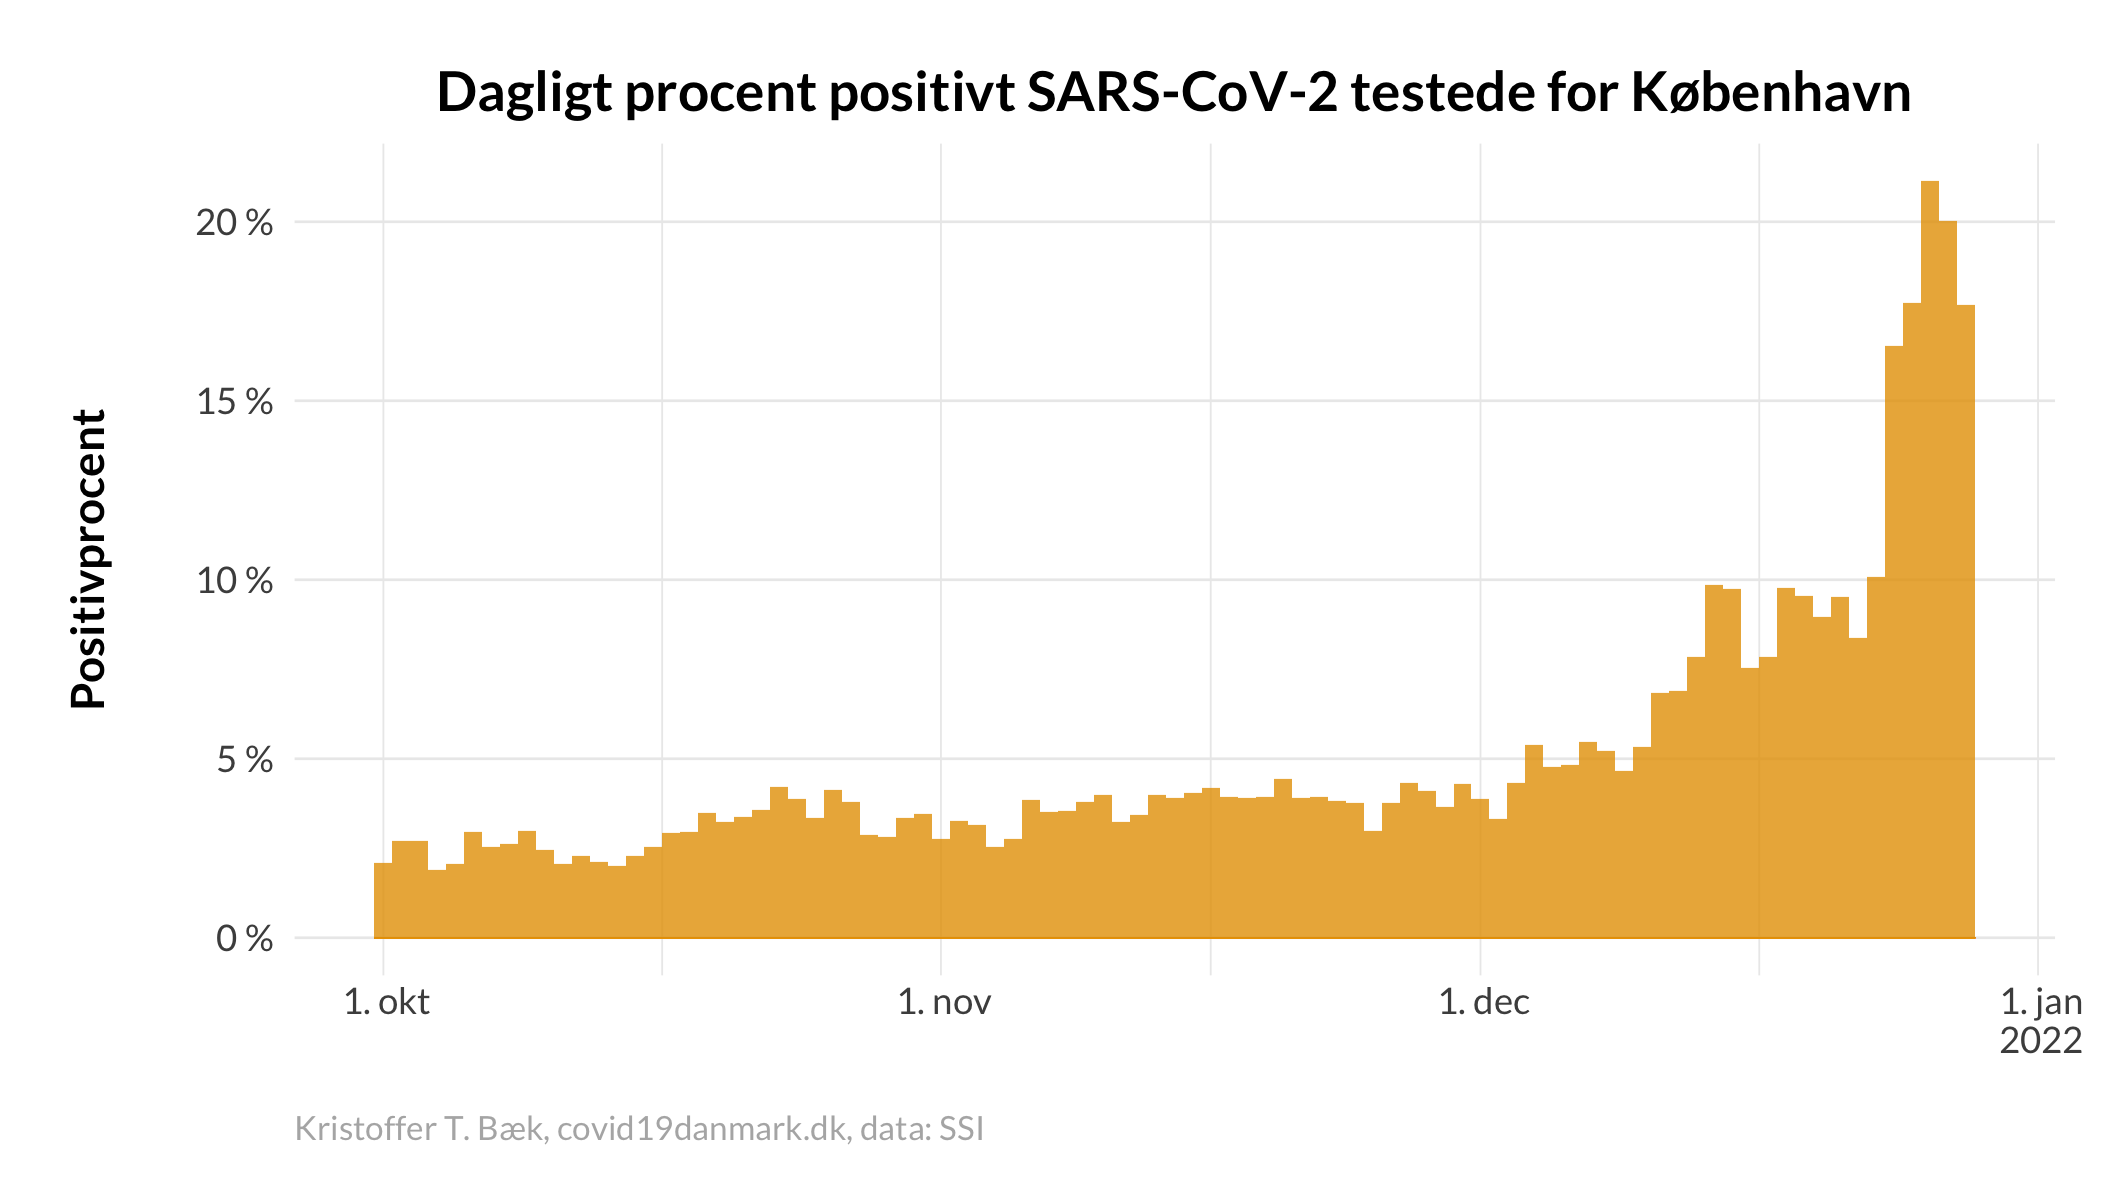 Dagligt procent positivt SARS-CoV-2 testede for København
Positivprocent
20 %
15 %
10 %
5 %
0 %
1. okt
1. nov
1. dec
1. jan
2022
Kristoffer T. Bæk, covid19danmark.dk, data: SSI